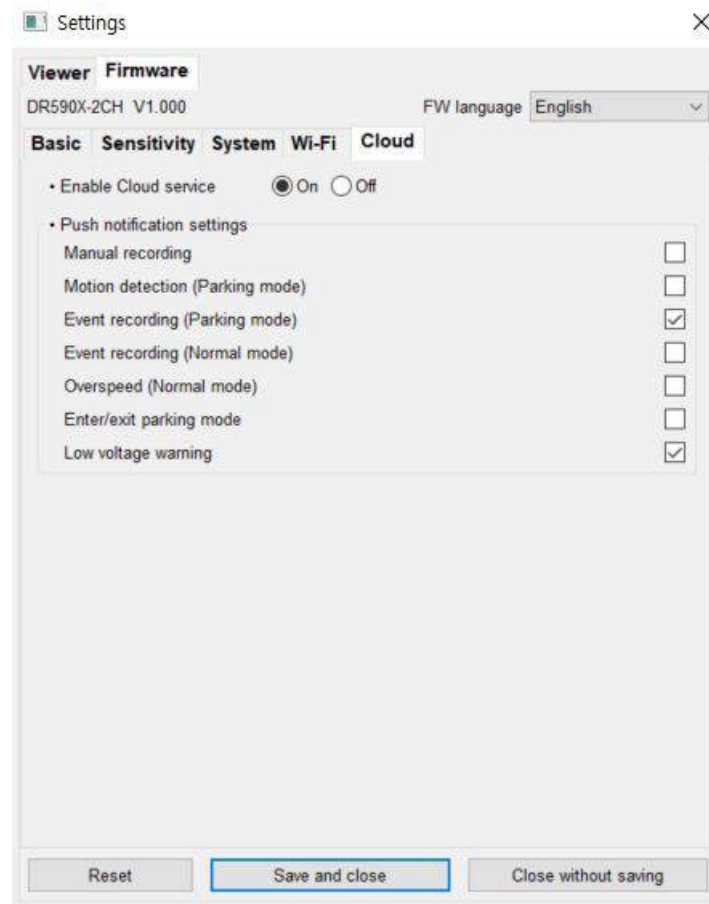 Settings
Viewer Firmware
DR590X-2CH V1.000 FW language English
Basic Sensitivity System Wi-Fi Cloud
• Enable Cloud service On Off
• Push notification settings
Manual recording
Motion detection (Parking mode)
Event recording (Parking mode)
Event recording (Normal mode)
Overspeed (Normal mode)
Enter/exit parking mode
Low voltage warning
Reset Save and close Close without saving